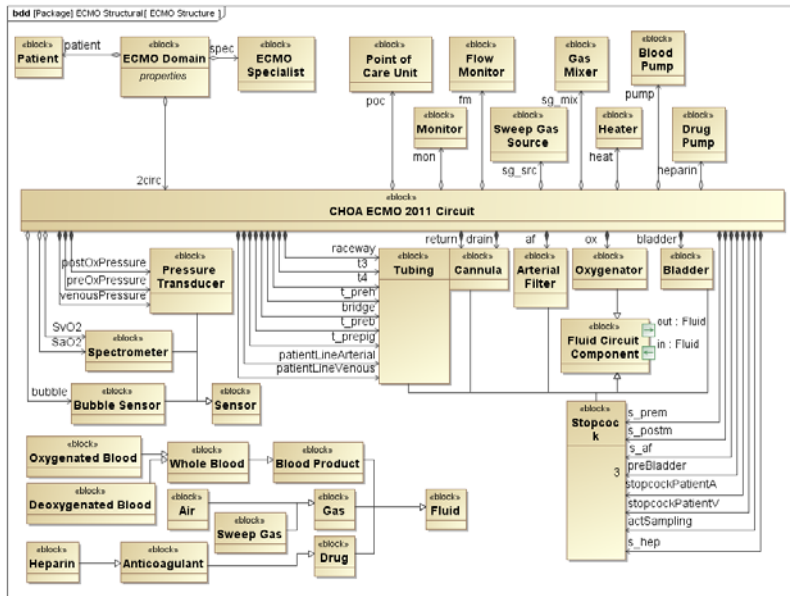 bdd [Package] ECMO Structural[ ECMO Structure ]
«block»
Patient
patient
«block»
ECMO Domain
properties
spec
«block»
ECMO
Specialist
«block»
Point of
Care Unit
poc
«block»
Flow
Monitor
fm
«block»
Gas
Mixer
sg_mix
«block»
Blood
Pump
pump
«block»
Monitor
mon
«block»
Sweep Gas
Source
sg_src
«block»
Heater
heat
«block»
Drug
Pump
heparin
2circ
«block»
CHOA ECMO 2011 Circuit
postOxPressure
preOxPressure
venousPressure
«block»
Pressure
Transducer
SvO2
SaO2
«block»
Spectrometer
bubble
«block»
Bubble Sensor
«block»
Sensor
raceway
t3
t4
t_preh
bridge
t_preb
t_prepig
patientLineArterial
patientLineVenous
«block»
Tubing
return
drain
«block»
Cannula
af
«block»
Arterial
Filter
ox
«block»
Oxygenator
bladder
«block»
Bladder
«block»
Fluid Circuit
Component
out : Fluid
in : Fluid
«block»
Stopcoc
k
3
s_prem
s_postm
s_af
preBladder
stopcockPatientA
stopcockPatientV
actSampling
s_hep
«block»
Oxygenated Blood
«block»
Deoxygenated Blood
«block»
Whole Blood
«block»
Blood Product
«block»
Air
«block»
Sweep Gas
«block»
Gas
«block»
Fluid
«block»
Heparin
«block»
Anticoagulant
«block»
Drug